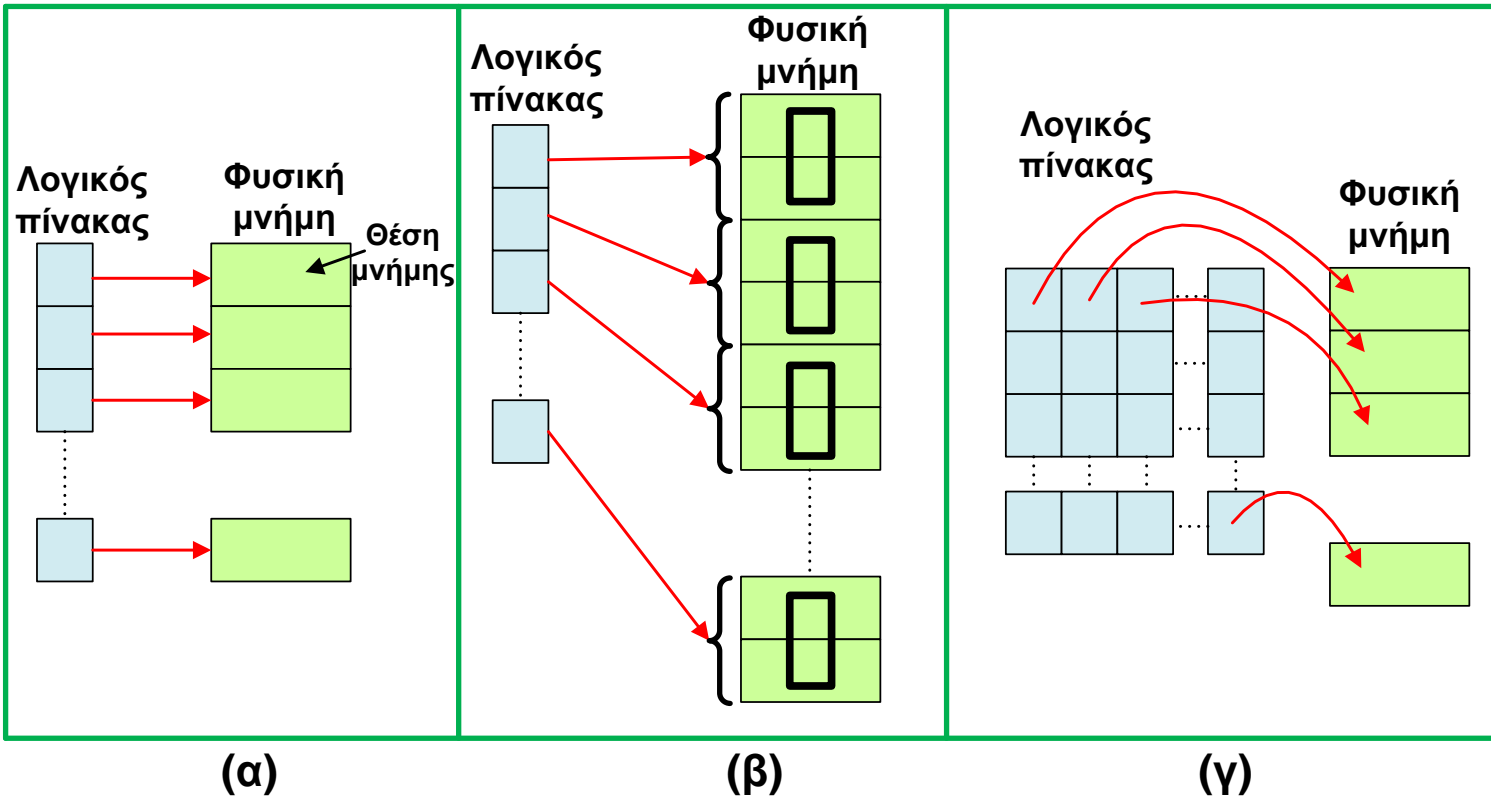 Λογικός
πίνακας
Φυσική
μνήμη
Θέση
μνήμης
(α)
Λογικός
πίνακας
Φυσική
μνήμη
(β)
Λογικός
πίνακας
Φυσική
μνήμη
(γ)